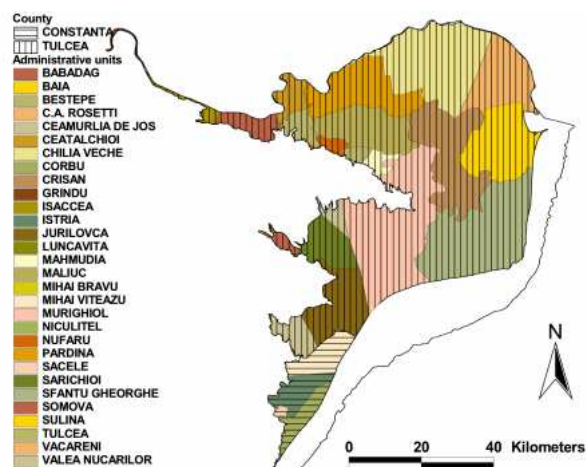 County
CONSTANTA
TULCEA
Administrative units
BABADAG
BAIA
BESTEPE
C.A. ROSETTI
CEAMURLIA DE JOS
CEATALCHIOI
CHILIA VECHE
CORBU
CRISAN
GRINDU
ISACCEA
ISTRIA
JURILOVCA
LUNCAVITA
MAHMUDIA
MALIUC
MIHAI BRAVU
MIHAI VITEAZU
MURIGHIOL
NICULITEL
NUFARU
PARDINA
SACELE
SARICHIOI
SFANTU GHEORGHE
SOMOVA
SULINA
TULCEA
VACARENI
VALEA NUCARILOR
N
0 20 40 Kilometers